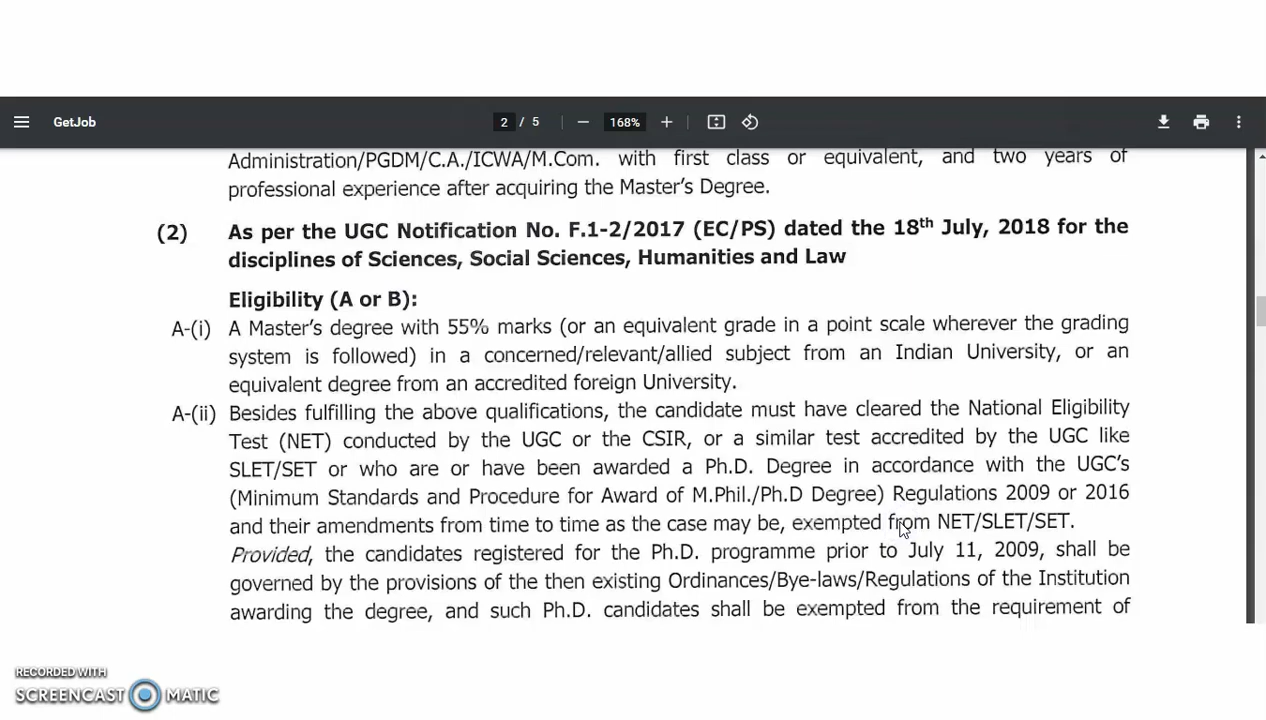 GetJob 2 / 5 168%
Administration/PGDM/C.A./ICWA/M.Com. with first class or equivalent, and two years of
professional experience after acquiring the Master's Degree.
(2) As per the UGC Notification No. F.1-2/2017 (EC/PS) dated the 18th July, 2018 for the
disciplines of Sciences, Social Sciences, Humanities and Law
Eligibility (A or B):
A-(i) A Master's degree with 55% marks (or an equivalent grade in a point scale wherever the grading
system is followed) in a concerned/relevant/allied subject from an Indian University, or an
equivalent degree from an accredited foreign University.
A-(ii) Besides fulfilling the above qualifications, the candidate must have cleared the National Eligibility
Test (NET) conducted by the UGC or the CSIR, or a similar test accredited by the UGC like
SLET/SET or who are or have been awarded a Ph.D. Degree in accordance with the UGC's
(Minimum Standards and Procedure for Award of M.Phil./Ph.D Degree) Regulations 2009 or 2016
and their amendments from time to time as the case may be, exempted from NET/SLET/SET.
Provided, the candidates registered for the Ph.D. programme prior to July 11, 2009, shall be
governed by the provisions of the then existing Ordinances/Bye-laws/Regulations of the Institution
awarding the degree, and such Ph.D. candidates shall be exempted from the requirement of
RECORDED WITH
SCREENCAST MATIC